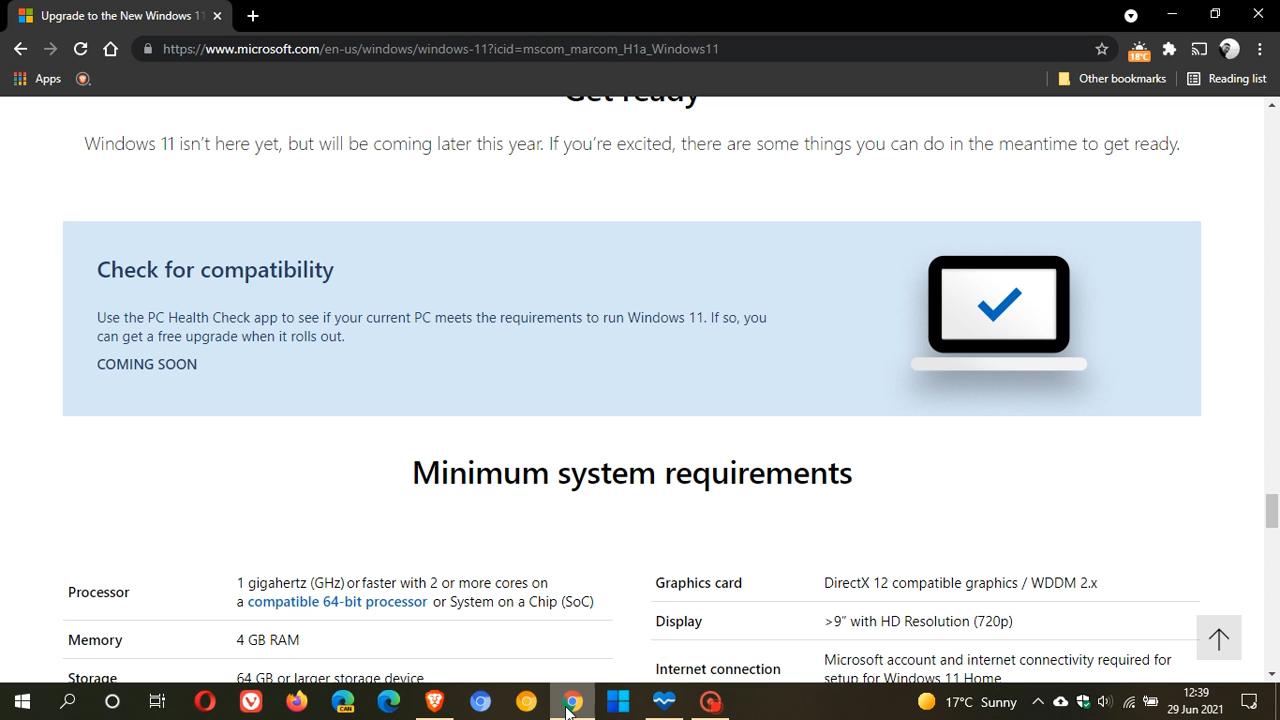 Upgrade to the New Windows 11
https://www.microsoft.com/en-us/windows/windows-11?icid=mscom_marcom_H1a_Windows11
18°C
Apps
Other bookmarks
Reading list
Get ready
Windows 11 isn't here yet, but will be coming later this year. If you're excited, there are some things you can do in the meantime to get ready.
Check for compatibility
Use the PC Health Check app to see if your current PC meets the requirements to run Windows 11. If so, you
can get a free upgrade when it rolls out.
COMING SOON
Minimum system requirements
Processor
1 gigahertz (GHz) or faster with 2 or more cores on
a compatible 64-bit processor or System on a Chip (SoC)
Memory
4 GB RAM
Storage
64 GB or larger storage device
Graphics card
DirectX 12 compatible graphics / WDDM 2.x
Display
>9" with HD Resolution (720p)
Internet connection
Microsoft account and internet connectivity required for
setup for Windows 11 Home
CAN
17°C Sunny
12:39
29 Jun 2021